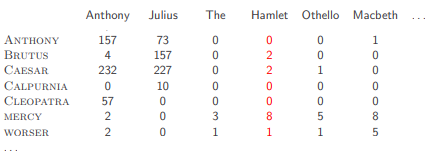 Anthony Julius The Hamlet Othello Macbeth ...
ANTHONY 157 73 0 0 0 1
BRUTUS 4 157 0 2 0 0
CAESAR 232 227 0 2 1 0
CALPURNIA 0 10 0 0 0 0
CLEOPATRA 57 0 0 0 0 0
MERCY 2 0 3 8 5 8
WORSER 2 0 1 1 1 5
...